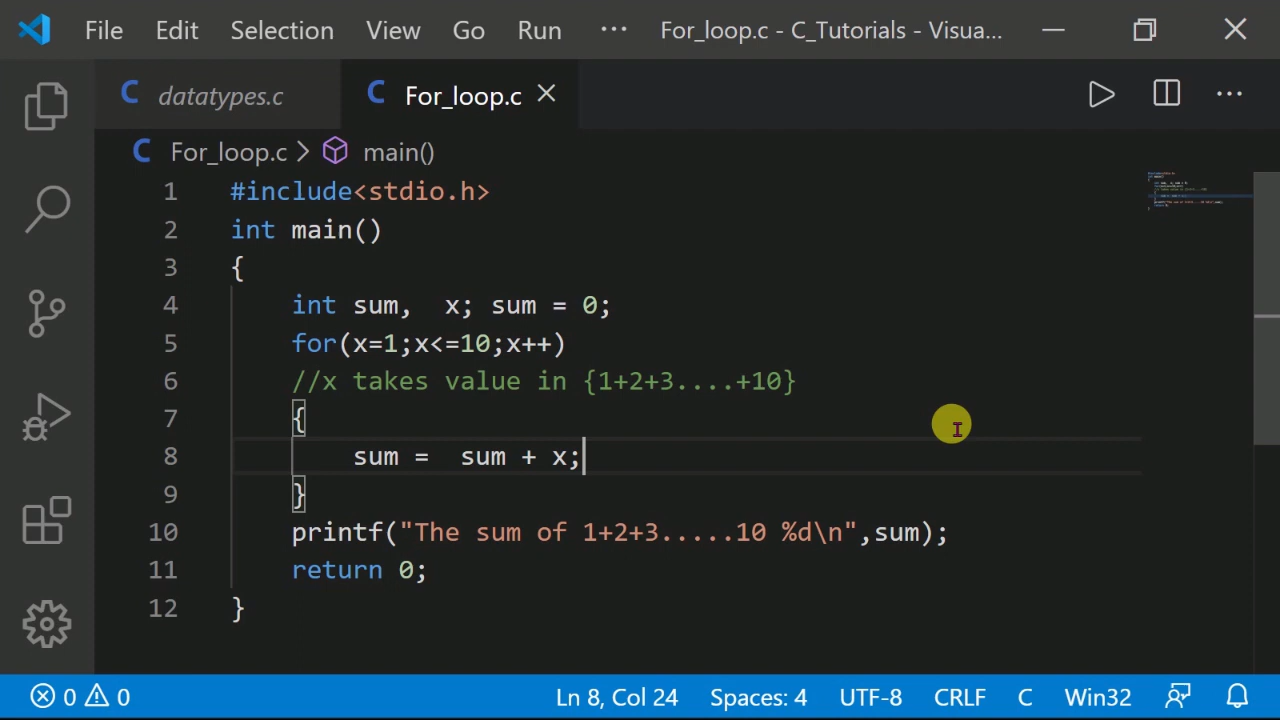 File Edit Selection View Go Run ··· For_loop.c - C_Tutorials - Visua...
C datatypes.c C For_loop.c
C For_loop.c > main()
1 #include<stdio.h>
2 int main()
3 {
4 int sum,  x; sum = 0;
5 for(x=1;x<=10;x++)
6 //x takes value in {1+2+3....+10}
7 {
8 sum =  sum + x;
9 }
10 printf("The sum of 1+2+3.....10 %d\n",sum);
11 return 0;
12 }
0 0 Ln 8, Col 24 Spaces: 4 UTF-8 CRLF C Win32